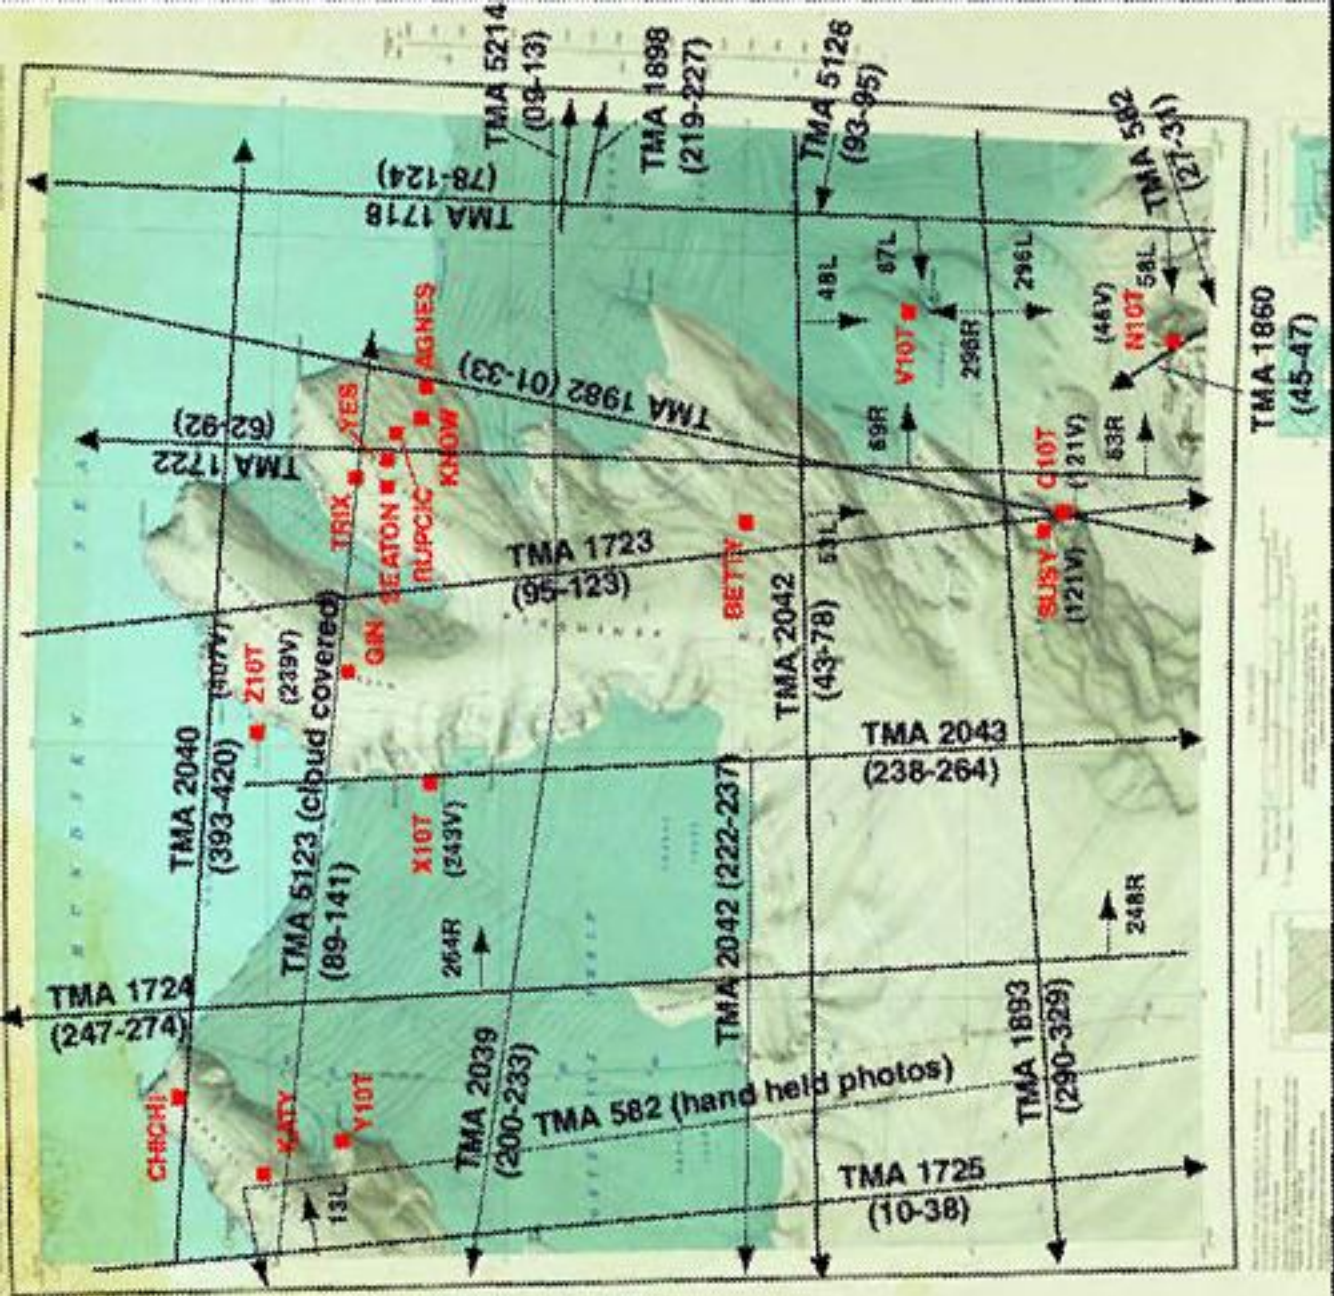 TMA 5214
(09-13)
TMA 1898
(219-227)
TMA 5126
(93-95)
TMA 582
(27-31)
(78-124)
TMA 1718
AGNES
YES
KNOW
TRIX
SEATON
RUPCIC
(62-92)
TMA 1722
TMA 1982 (01-33)
48L
87L
V10T
296L
296R
(46V)
N10T
58L
TMA 1860
(45-47)
69R
C10T
(121V)
63R
SUSY
(121V)
BETTY
53L
TMA 1723
(95-123)
TMA 2042
(43-78)
(407V)
Z10T
(239V)
GIN
TMA 2040
(393-420)
TMA 5123 (cloud covered)
(89-141)
X10T
(243V)
TMA 2043
(238-264)
264R
TMA 2042 (222-237)
248R
TMA 1724
(247-274)
TMA 1893
(290-329)
CHICHI
KATY
Y10T
13L
TMA 2039
(200-233)
TMA 582 (hand held photos)
TMA 1725
(10-38)